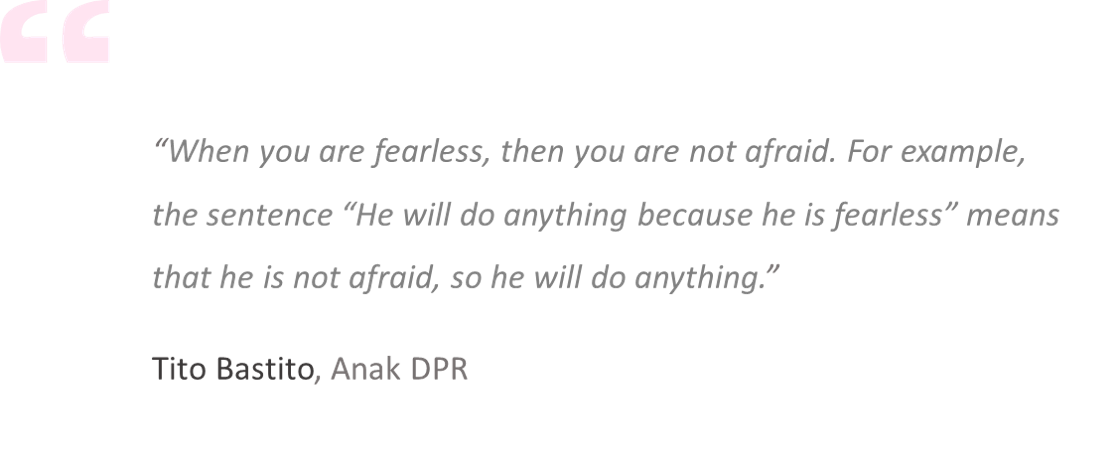 “When you are fearless, then you are not afraid. For example,
the sentence “He will do anything because he is fearless” means
that he is not afraid, so he will do anything.”
Tito Bastito, Anak DPR